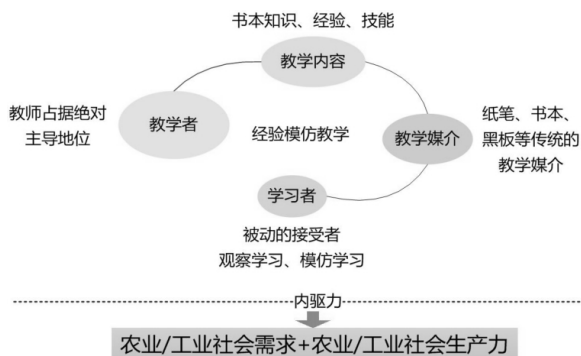 书本知识、经验、技能
教学内容
教师占据绝对
主导地位
教学者
经验模仿教学
教学媒介
纸笔、书本、
黑板等传统的
教学媒介
学习者
被动的接受者
观察学习、模仿学习
内驱力
农业/工业社会需求+农业/工业社会生产力